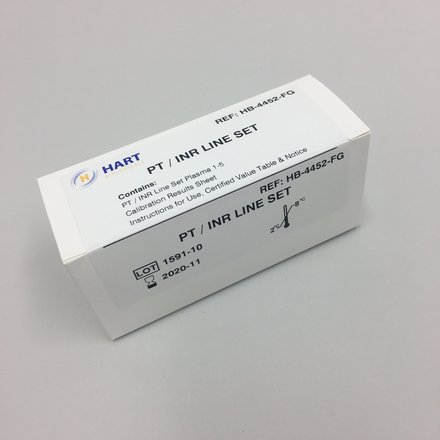 H HART
REF: HB-4452-FG
PT / INR LINE SET
Contains:
PT / INR Line Set Plasma 1-5
Calibration Results Sheet
Instructions for Use, Certified Value Table & Notice
REF: HB-4452-FG
PT / INR LINE SET
2°C 8°C
LOT 1591-10
2020-11